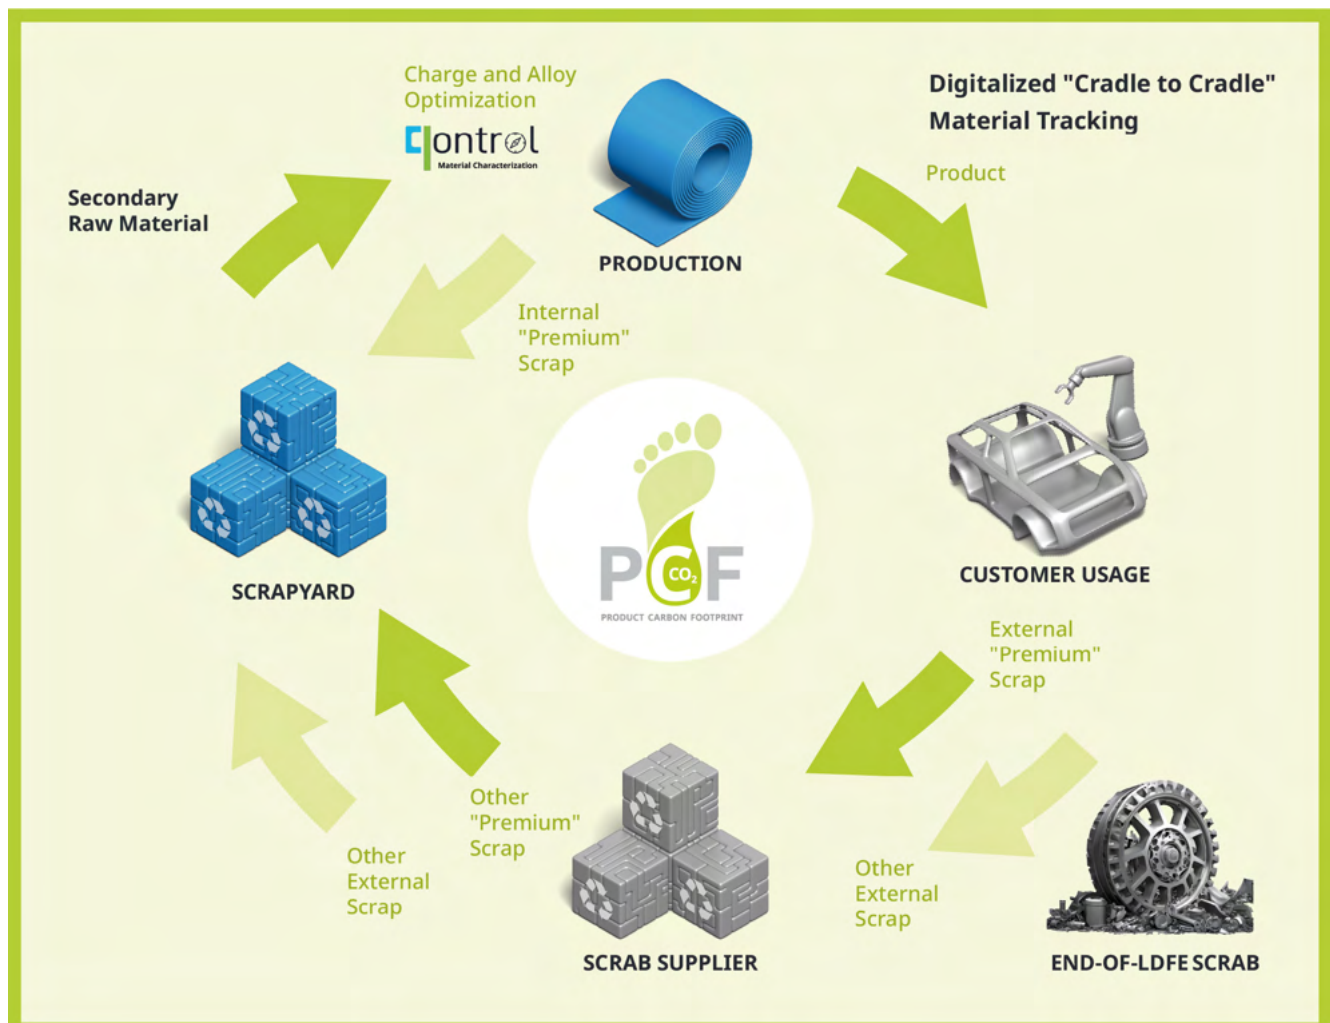 Charge and Alloy
Optimization
Qontrol
Material Characterization
Digitalized "Cradle to Cradle"
Material Tracking
Product
Secondary
Raw Material
PRODUCTION
Internal
"Premium"
Scrap
PCF
CO₂
PRODUCT CARBON FOOTPRINT
SCRAPYARD
CUSTOMER USAGE
External
"Premium"
Scrap
Other
"Premium"
Scrap
Other
External
Scrap
Other
External
Scrap
SCRAB SUPPLIER
END-OF-LDFE SCRAB